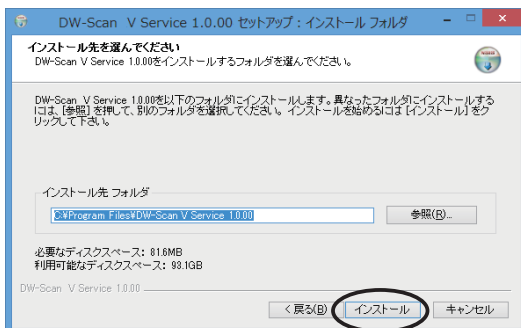 DW-Scan V Service 1.0.00 セットアップ：インストール フォルダ
インストール先を選んでください
DW-Scan V Service 1.0.00をインストールするフォルダを選んでください。
DW-Scan V Service 1.0.00を以下のフォルダにインストールします。異なったフォルダにインストールする
には、[参照]を押して、別のフォルダを選択してください。インストールを始めるには [インストール] をク
リックして下さい。
インストール先 フォルダ
C:¥Program Files¥DW-Scan V Service 1.0.00
参照(R)...
必要なディスクスペース： 81.6MB
利用可能なディスクスペース： 93.1GB
DW-Scan V Service 1.0.00
< 戻る(B)
インストール
キャンセル